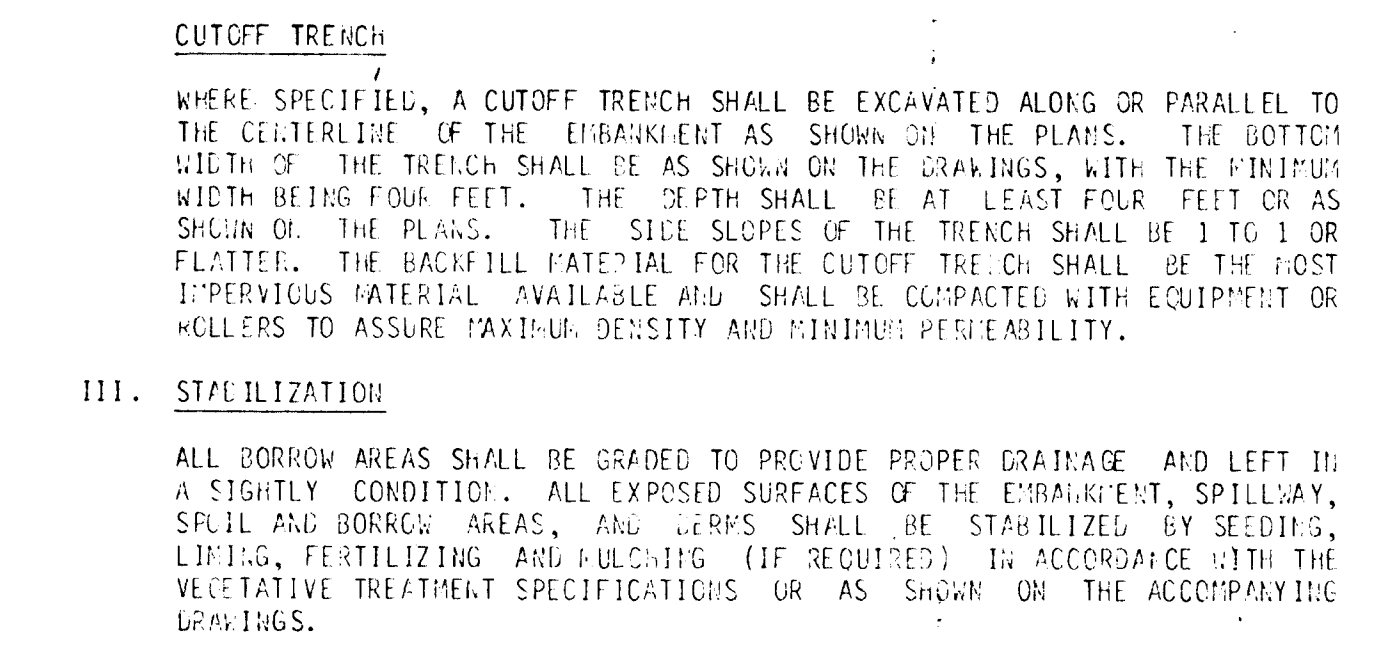 CUTOFF TRENCH
WHERE SPECIFIED, A CUTOFF TRENCH SHALL BE EXCAVATED ALONG OR PARALLEL TO
THE CENTERLINE OF THE EMBANKMENT AS SHOWN ON THE PLANS. THE BOTTOM
WIDTH OF THE TRENCH SHALL BE AS SHOWN ON THE DRAWINGS, WITH THE MINIMUM
WIDTH BEING FOUR FEET. THE DEPTH SHALL BE AT LEAST FOUR FEET OR AS
SHOWN ON THE PLANS. THE SIDE SLOPES OF THE TRENCH SHALL BE 1 TO 1 OR
FLATTER. THE BACKFILL MATERIAL FOR THE CUTOFF TRENCH SHALL BE THE MOST
IMPERVIOUS MATERIAL AVAILABLE AND SHALL BE COMPACTED WITH EQUIPMENT OR
ROLLERS TO ASSURE MAXIMUM DENSITY AND MINIMUM PERMEABILITY.
III. STABILIZATION
ALL BORROW AREAS SHALL BE GRADED TO PROVIDE PROPER DRAINAGE AND LEFT IN
A SIGHTLY CONDITION. ALL EXPOSED SURFACES OF THE EMBANKMENT, SPILLWAY,
SPOIL AND BORROW AREAS, AND BERMS SHALL BE STABILIZED BY SEEDING,
LIMING, FERTILIZING AND MULCHING (IF REQUIRED) IN ACCORDANCE WITH THE
VEGETATIVE TREATMENT SPECIFICATIONS OR AS SHOWN ON THE ACCOMPANYING
DRAWINGS.